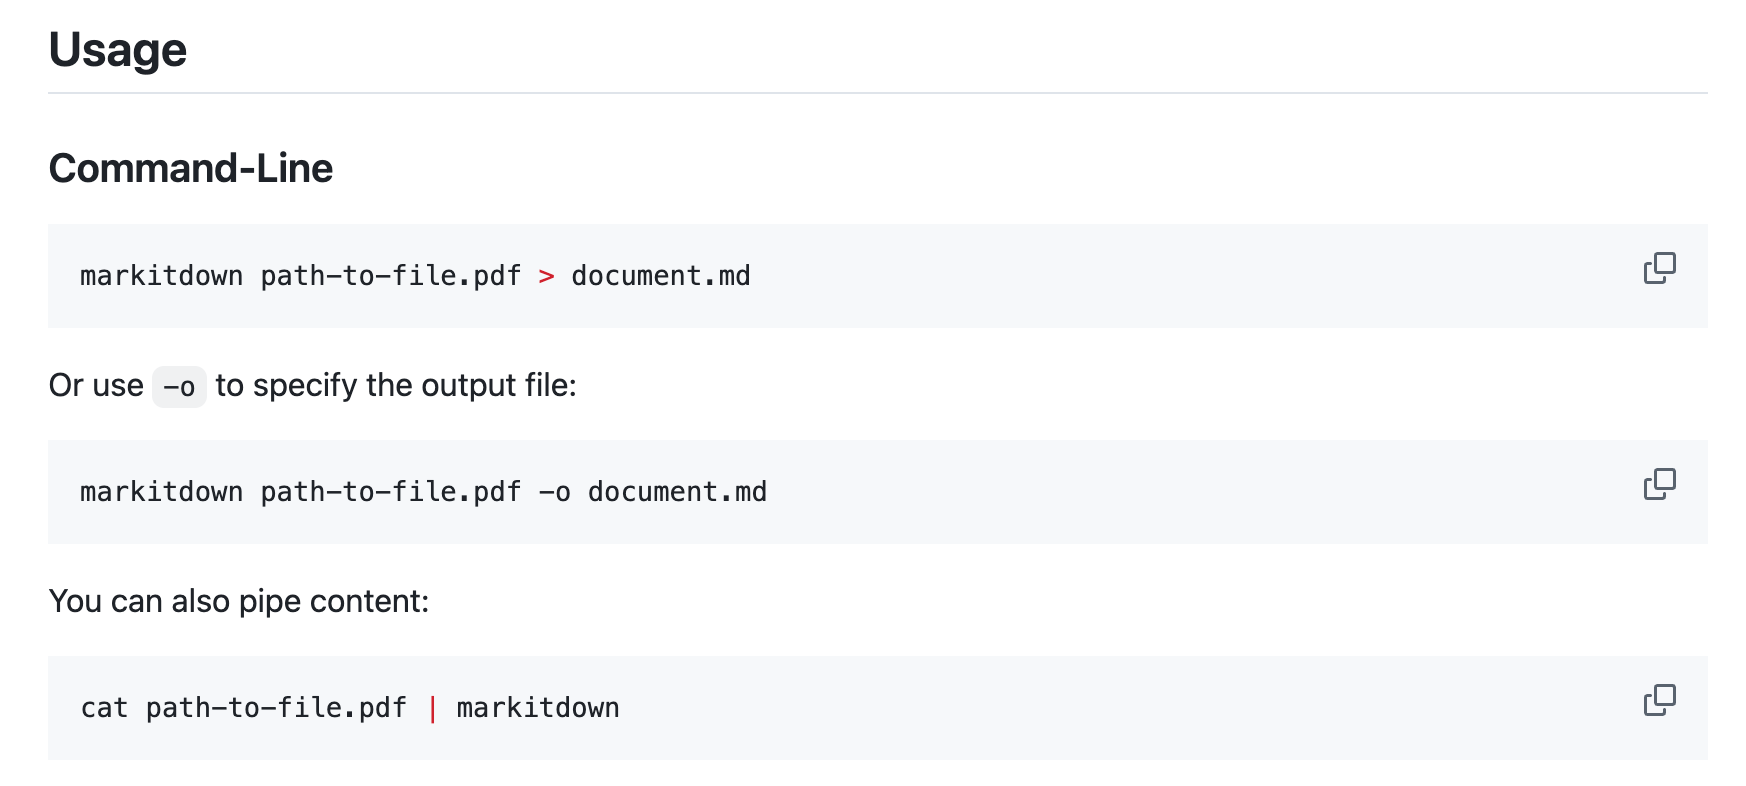 Usage
Command-Line
markitdown path-to-file.pdf > document.md
Or use -o to specify the output file:
markitdown path-to-file.pdf -o document.md
You can also pipe content:
cat path-to-file.pdf | markitdown